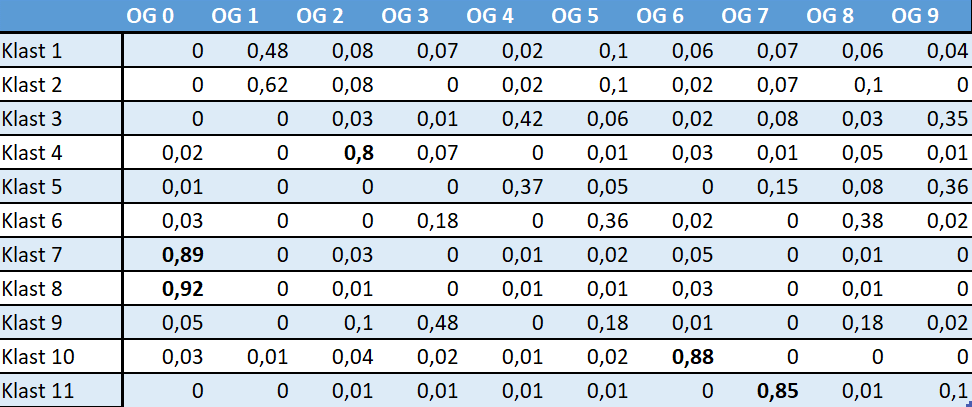 OG 0 OG 1 OG 2 OG 3 OG 4 OG 5 OG 6 OG 7 OG 8 OG 9
Klast 1 0 0,48 0,08 0,07 0,02 0,1 0,06 0,07 0,06 0,04
Klast 2 0 0,62 0,08 0 0,02 0,1 0,02 0,07 0,1 0
Klast 3 0 0 0,03 0,01 0,42 0,06 0,02 0,08 0,03 0,35
Klast 4 0,02 0 0,8 0,07 0 0,01 0,03 0,01 0,05 0,01
Klast 5 0,01 0 0 0 0,37 0,05 0 0,15 0,08 0,36
Klast 6 0,03 0 0 0,18 0 0,36 0,02 0 0,38 0,02
Klast 7 0,89 0 0,03 0 0,01 0,02 0,05 0 0,01 0
Klast 8 0,92 0 0,01 0 0,01 0,01 0,03 0 0,01 0
Klast 9 0,05 0 0,1 0,48 0 0,18 0,01 0 0,18 0,02
Klast 10 0,03 0,01 0,04 0,02 0,01 0,02 0,88 0 0 0
Klast 11 0 0 0,01 0,01 0,01 0,01 0 0,85 0,01 0,1